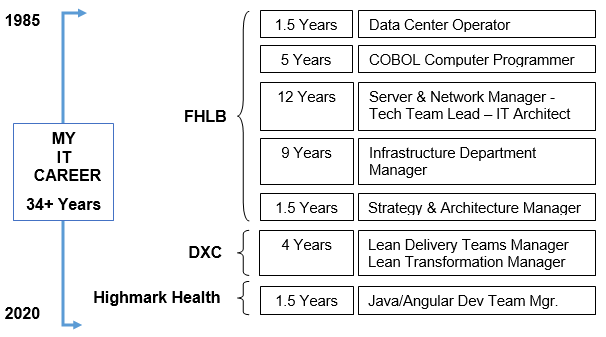 1985
MY
IT
CAREER
34+ Years
2020
FHLB
1.5 Years
Data Center Operator
5 Years
COBOL Computer Programmer
12 Years
Server & Network Manager -
Tech Team Lead – IT Architect
9 Years
Infrastructure Department
Manager
1.5 Years
Strategy & Architecture Manager
DXC
4 Years
Lean Delivery Teams Manager
Lean Transformation Manager
Highmark Health
1.5 Years
Java/Angular Dev Team Mgr.